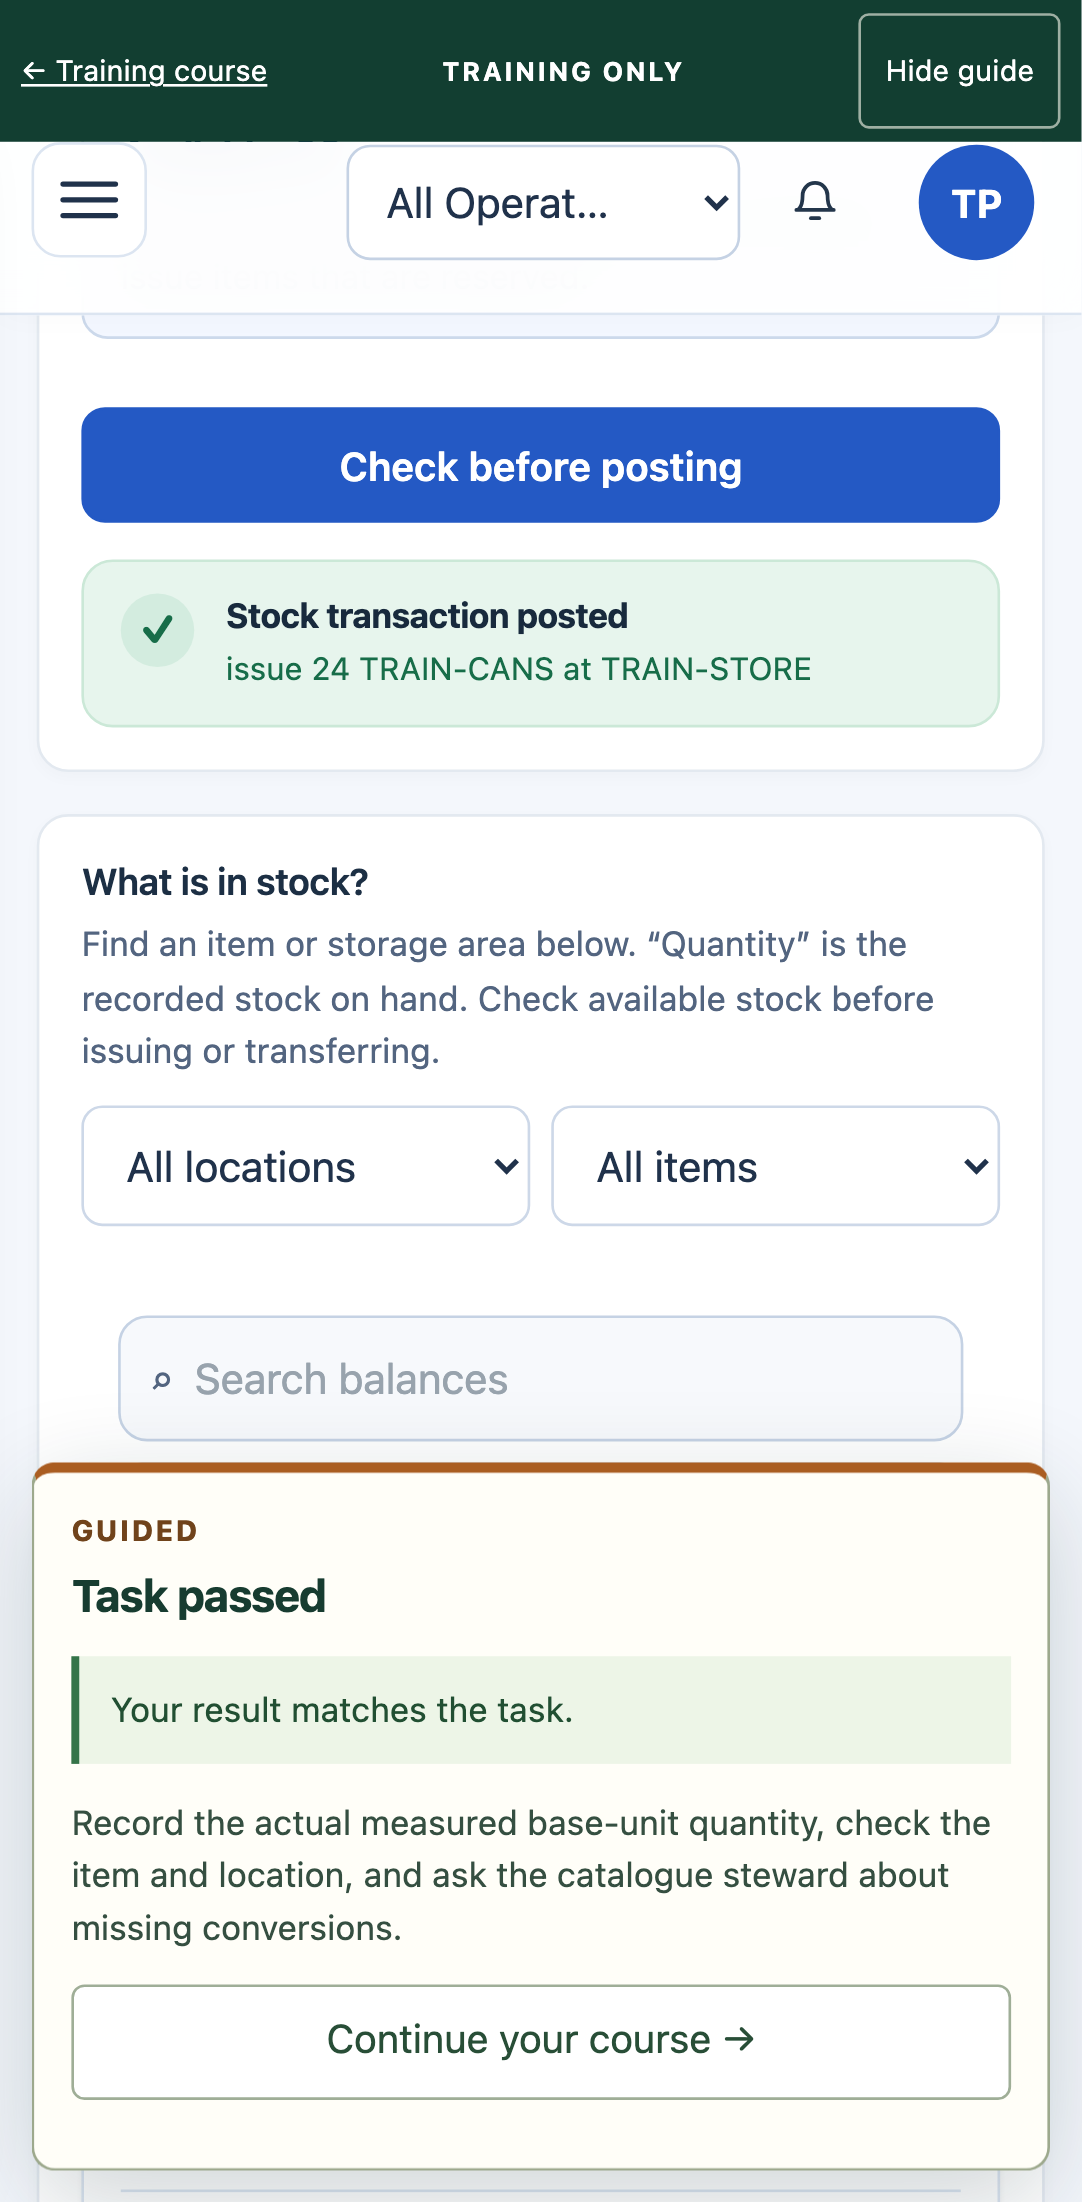 ← Training course
TRAINING ONLY
Hide guide
All Operat...
TP
Check before posting
Stock transaction posted
issue 24 TRAIN-CANS at TRAIN-STORE
What is in stock?
Find an item or storage area below. “Quantity” is the
recorded stock on hand. Check available stock before
issuing or transferring.
All locations
All items
Search balances
GUIDED
Task passed
Your result matches the task.
Record the actual measured base-unit quantity, check the
item and location, and ask the catalogue steward about
missing conversions.
Continue your course →